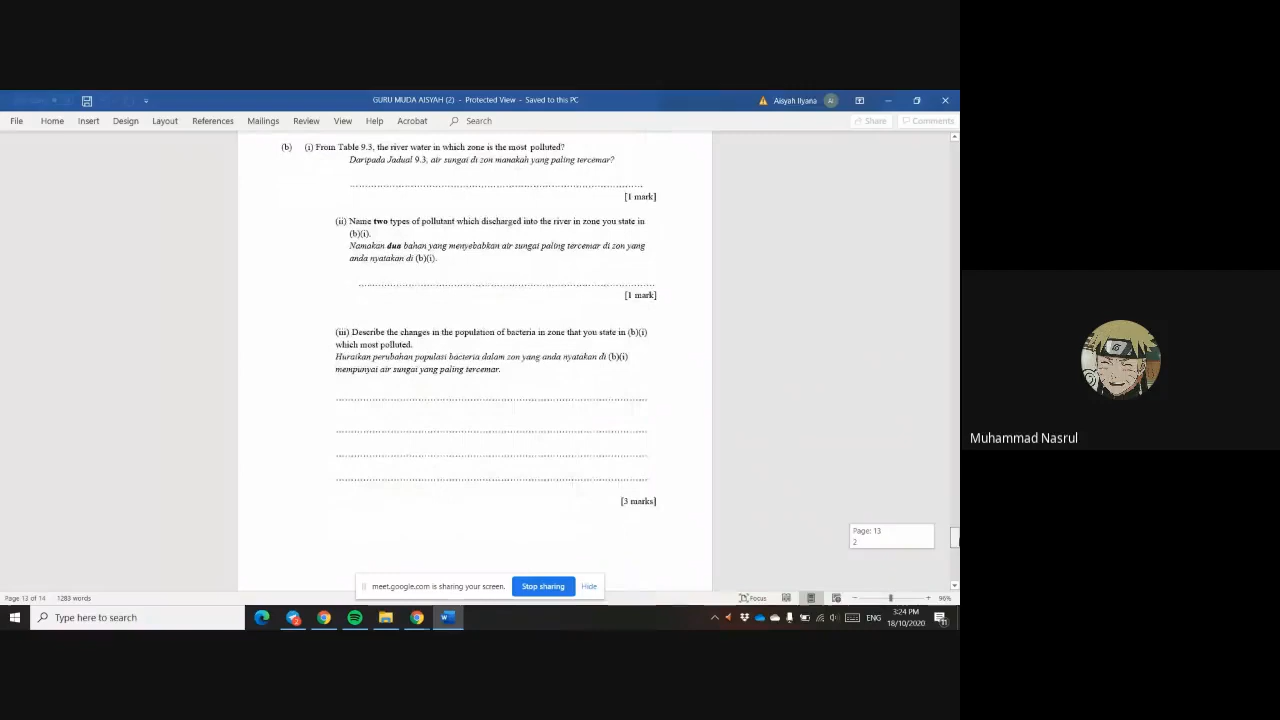 GURU MUDA AISYAH (2) - Protected View - Saved to this PC
Aisyah Ilyana
AI
File Home Insert Design Layout References Mailings Review View Help Acrobat Search
Share Comments
(b) (i) From Table 9.3, the river water in which zone is the most polluted?
Daripada Jadual 9.3, air sungai di zon manakah yang paling tercemar?
[1 mark]
(ii) Name two types of pollutant which discharged into the river in zone you state in
(b)(i).
Namakan dua bahan yang menyebabkan air sungai paling tercemar di zon yang
anda nyatakan di (b)(i).
[1 mark]
(iii) Describe the changes in the population of bacteria in zone that you state in (b)(i)
which most polluted.
Huraikan perubahan populasi bacteria dalam zon yang anda nyatakan di (b)(i)
mempunyai air sungai yang paling tercemar.
[3 marks]
Muhammad Nasrul
Page: 13
2
meet.google.com is sharing your screen. Stop sharing Hide
Page 13 of 14 1283 words
Focus
96%
Type here to search
ENG
3:24 PM
18/10/2020